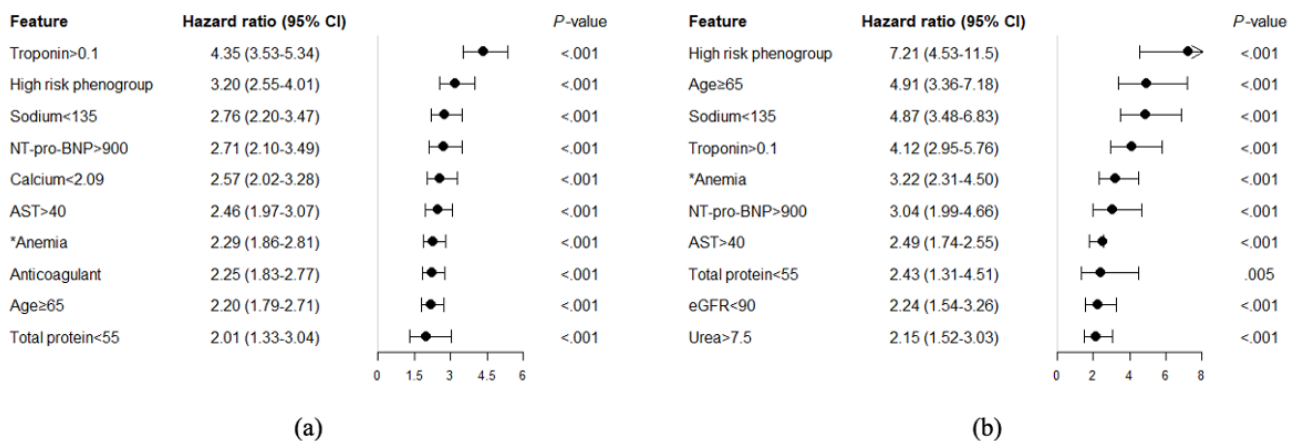 Feature Hazard ratio (95% CI) P-value
Troponin>0.1 4.35 (3.53-5.34) <.001
High risk phenogroup 3.20 (2.55-4.01) <.001
Sodium<135 2.76 (2.20-3.47) <.001
NT-pro-BNP>900 2.71 (2.10-3.49) <.001
Calcium<2.09 2.57 (2.02-3.28) <.001
AST>40 2.46 (1.97-3.07) <.001
*Anemia 2.29 (1.86-2.81) <.001
Anticoagulant 2.25 (1.83-2.77) <.001
Age≥65 2.20 (1.79-2.71) <.001
Total protein<55 2.01 (1.33-3.04) <.001
0 1.5 3 4.5 6
(a)
Feature Hazard ratio (95% CI) P-value
High risk phenogroup 7.21 (4.53-11.5) <.001
Age≥65 4.91 (3.36-7.18) <.001
Sodium<135 4.87 (3.48-6.83) <.001
Troponin>0.1 4.12 (2.95-5.76) <.001
*Anemia 3.22 (2.31-4.50) <.001
NT-pro-BNP>900 3.04 (1.99-4.66) <.001
AST>40 2.49 (1.74-2.55) <.001
Total protein<55 2.43 (1.31-4.51) .005
eGFR<90 2.24 (1.54-3.26) <.001
Urea>7.5 2.15 (1.52-3.03) <.001
0 2 4 6 8
(b)